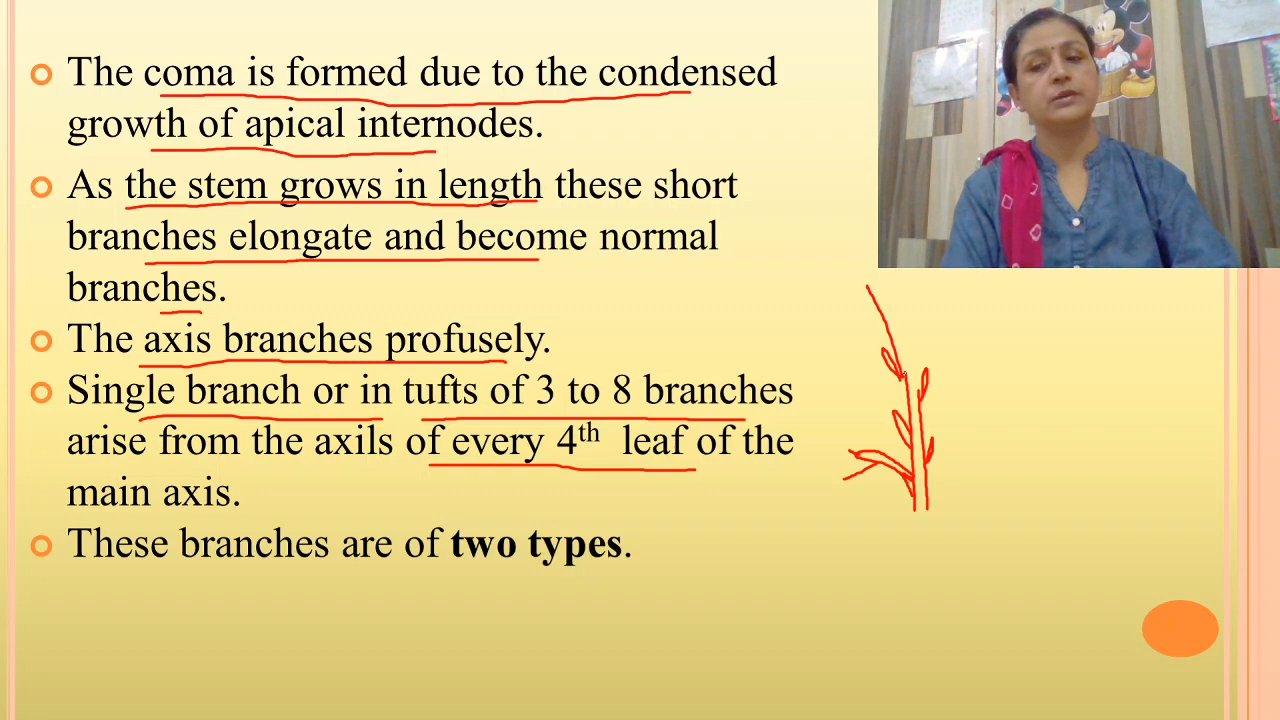 The coma is formed due to the condensed
growth of apical internodes.
As the stem grows in length these short
branches elongate and become normal
branches.
The axis branches profusely.
Single branch or in tufts of 3 to 8 branches
arise from the axils of every 4th leaf of the
main axis.
These branches are of two types.